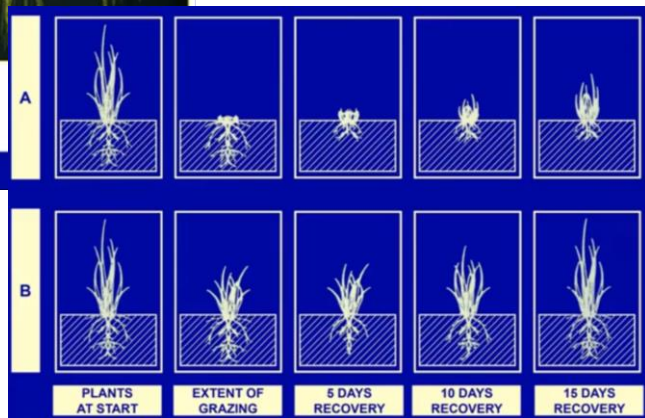 A
B
PLANTS
AT START
EXTENT OF
GRAZING
5 DAYS
RECOVERY
10 DAYS
RECOVERY
15 DAYS
RECOVERY